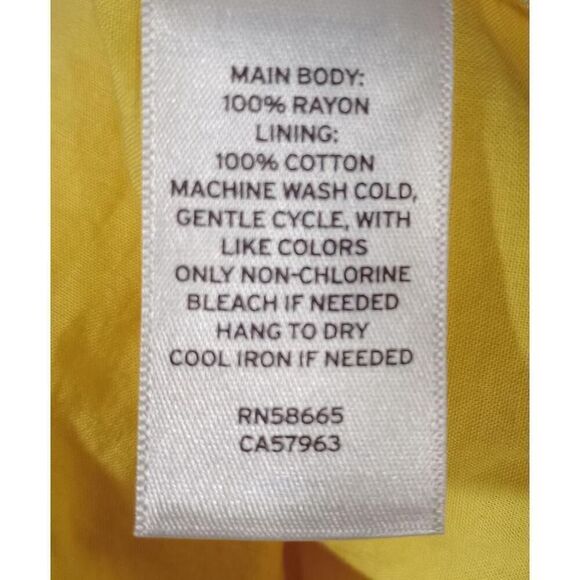 MAIN BODY:
100% RAYON
LINING:
100% COTTON
MACHINE WASH COLD,
GENTLE CYCLE, WITH
LIKE COLORS
ONLY NON-CHLORINE
BLEACH IF NEEDED
HANG TO DRY
COOL IRON IF NEEDED
RN58665
CA57963